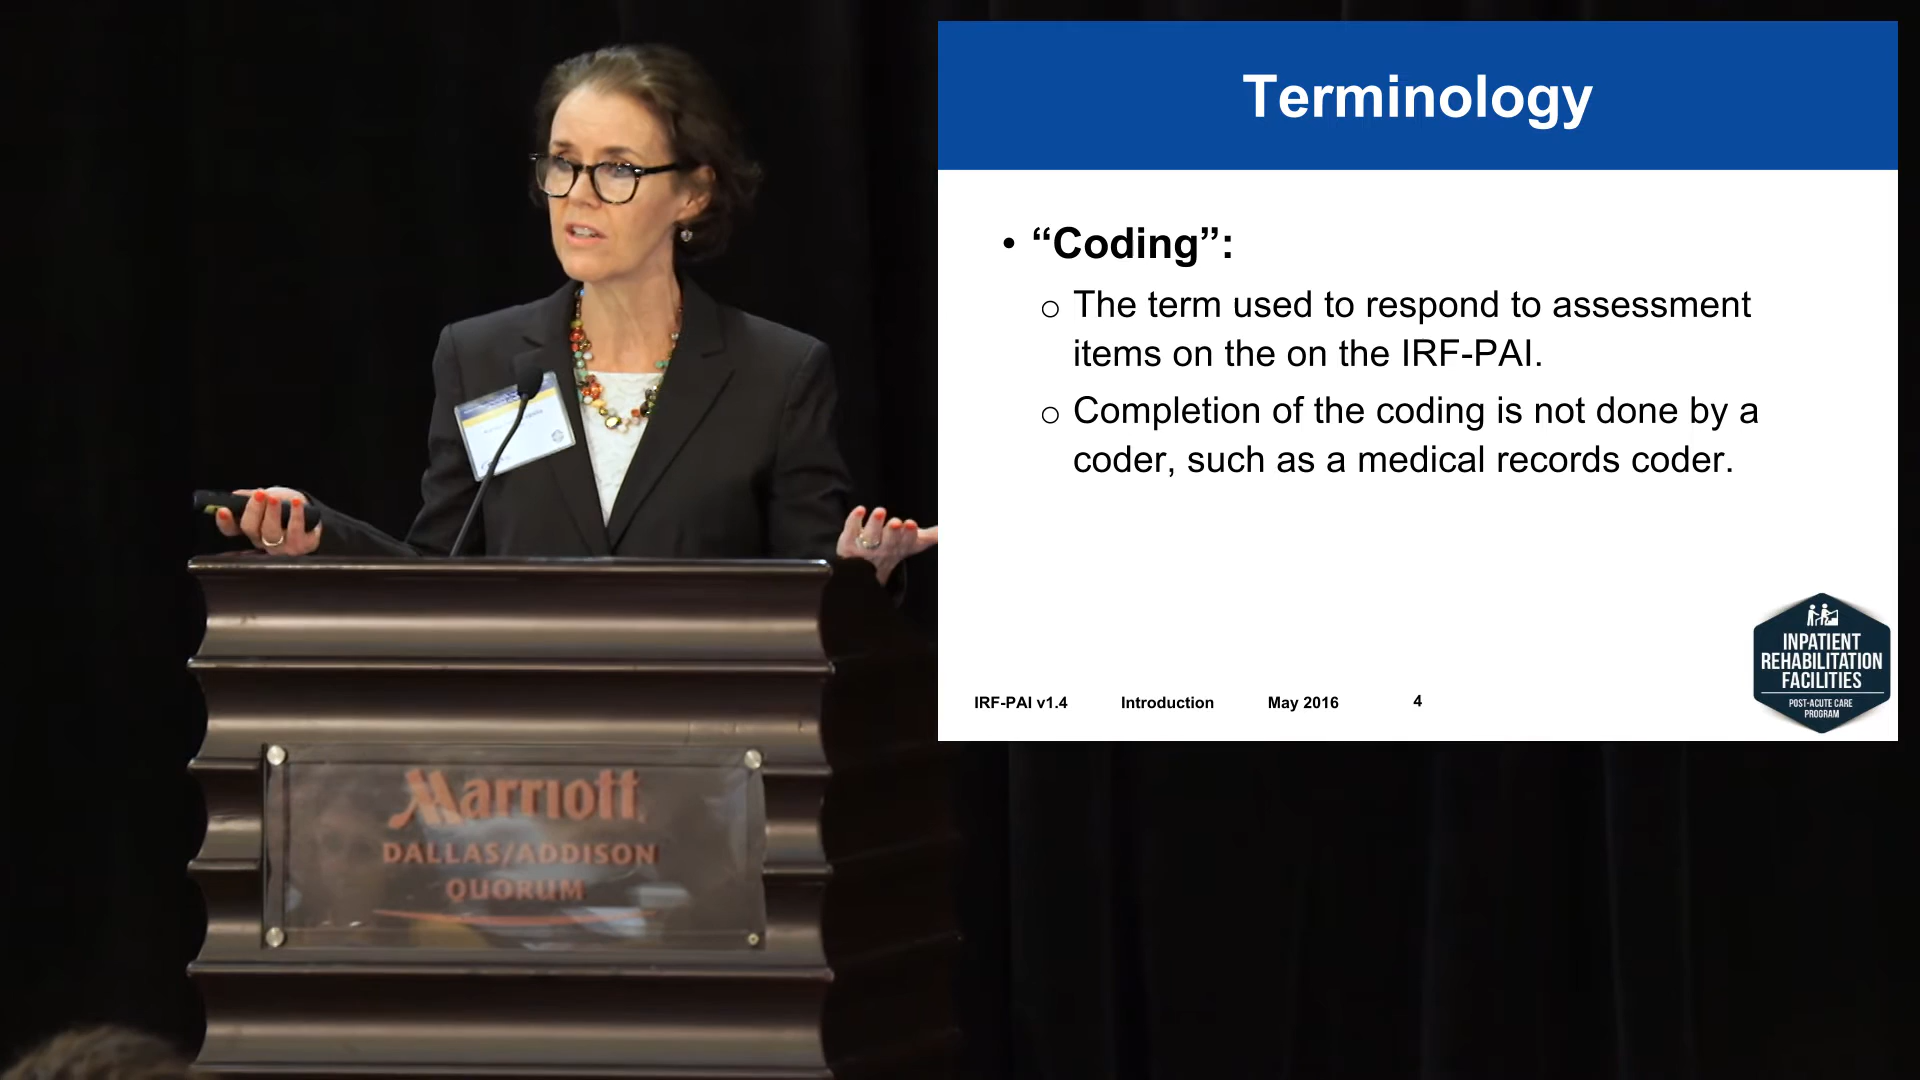 Terminology
• “Coding”:
o The term used to respond to assessment
items on the on the IRF-PAI.
o Completion of the coding is not done by a
coder, such as a medical records coder.
IRF-PAI v1.4 Introduction May 2016 4
INPATIENT
REHABILITATION
FACILITIES
POST-ACUTE CARE
PROGRAM
Marriott
DALLAS/ADDISON
QUORUM